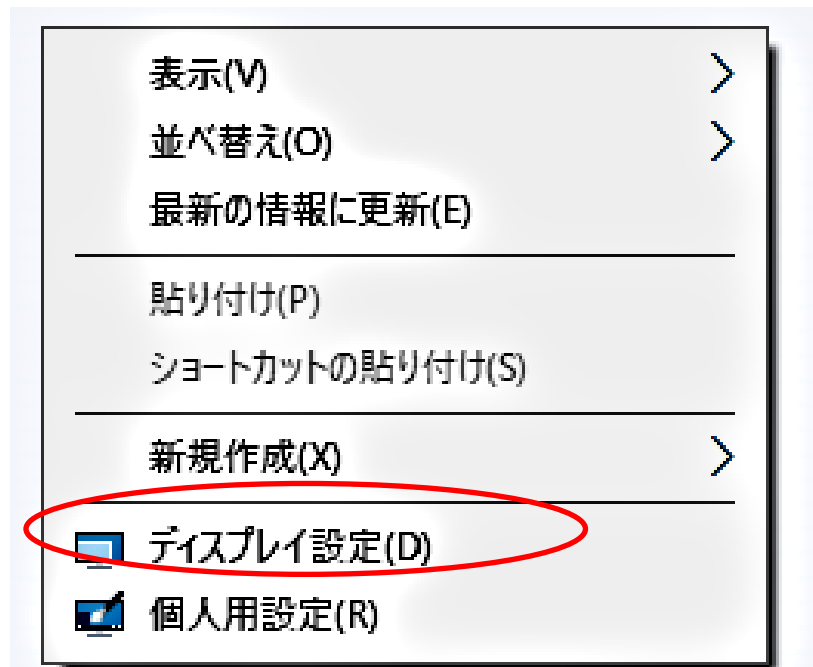 表示(V)
並べ替え(O)
最新の情報に更新(E)
貼り付け(P)
ショートカットの貼り付け(S)
新規作成(X)
ディスプレイ設定(D)
個人用設定(R)